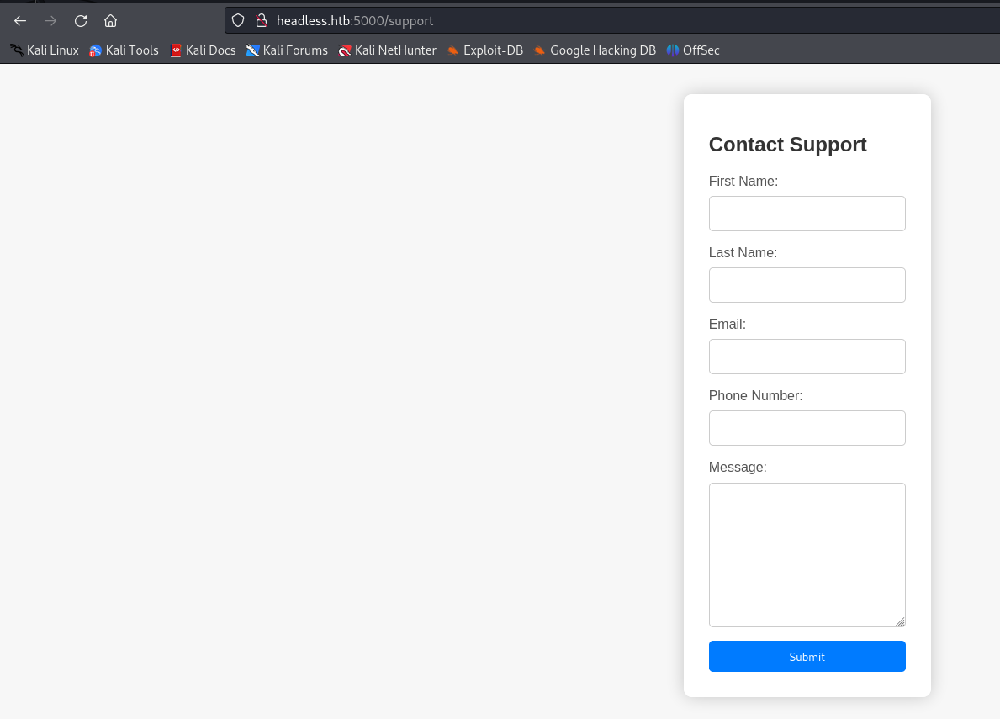 headless.htb:5000/support
Kali Linux Kali Tools Kali Docs Kali Forums Kali NetHunter Exploit-DB Google Hacking DB OffSec
Contact Support
First Name:
Last Name:
Email:
Phone Number:
Message:
Submit